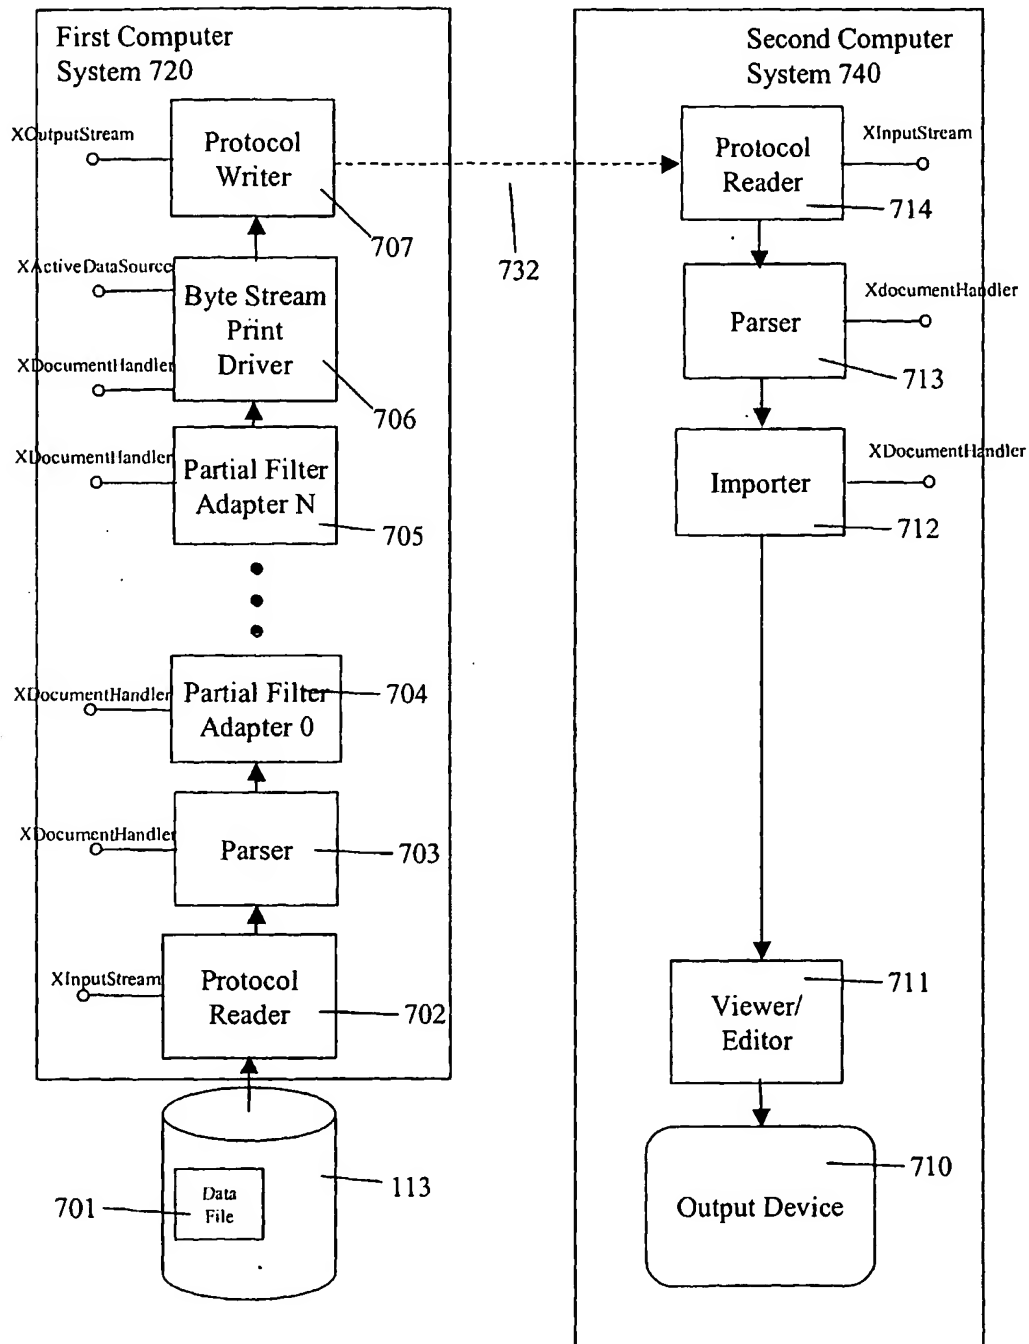 First Computer
System 720
XOutputStream
Protocol
Writer
707
XActiveDataSource
Byte Stream
Print
Driver
XDocumentHandler
706
XDocumentHandler
Partial Filter
Adapter N
705
XDocumentHandler
Partial Filter
Adapter 0
704
XDocumentHandler
Parser
703
XInputStream
Protocol
Reader
702
701
Data
File
113
732
Second Computer
System 740
Protocol
Reader
XInputStream
714
Parser
XdocumentHandler
713
Importer
XDocumentHandler
712
711
Viewer/
Editor
710
Output Device